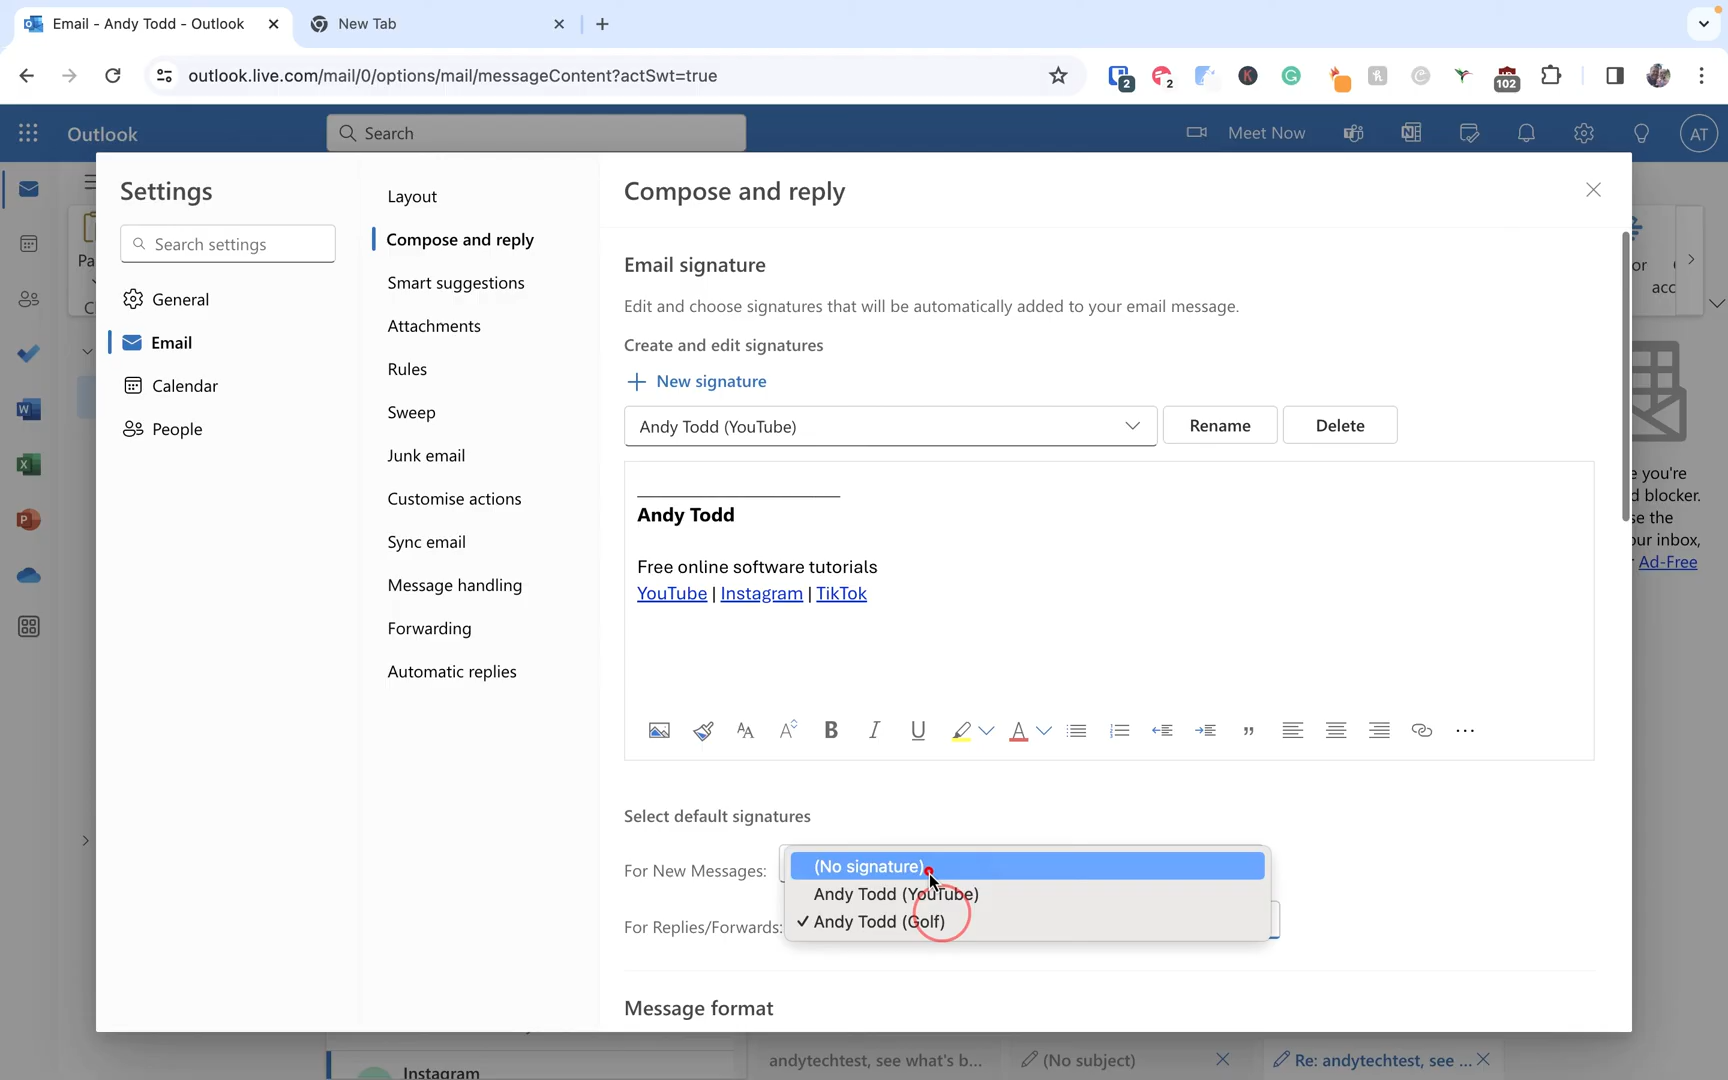 Email - Andy Todd - Outlook
New Tab
outlook.live.com/mail/0/options/mail/messageContent?actSwt=true
2
2
102
Outlook
Search
Meet Now
AT
Settings
Search settings
General
Email
Calendar
People
Layout
Compose and reply
Smart suggestions
Attachments
Rules
Sweep
Junk email
Customise actions
Sync email
Message handling
Forwarding
Automatic replies
Compose and reply
Email signature
Edit and choose signatures that will be automatically added to your email message.
Create and edit signatures
New signature
Andy Todd (YouTube)
Rename
Delete
Andy Todd
Free online software tutorials
YouTube | Instagram | TikTok
Select default signatures
For New Messages:
(No signature)
Andy Todd (YouTube)
Andy Todd (Golf)
For Replies/Forwards:
Message format
Pa
or
acc
e you're
d blocker.
se the
our inbox,
Ad-Free
Instagram
andytechtest, see what's b...
(No subject)
Re: andytechtest, see ...